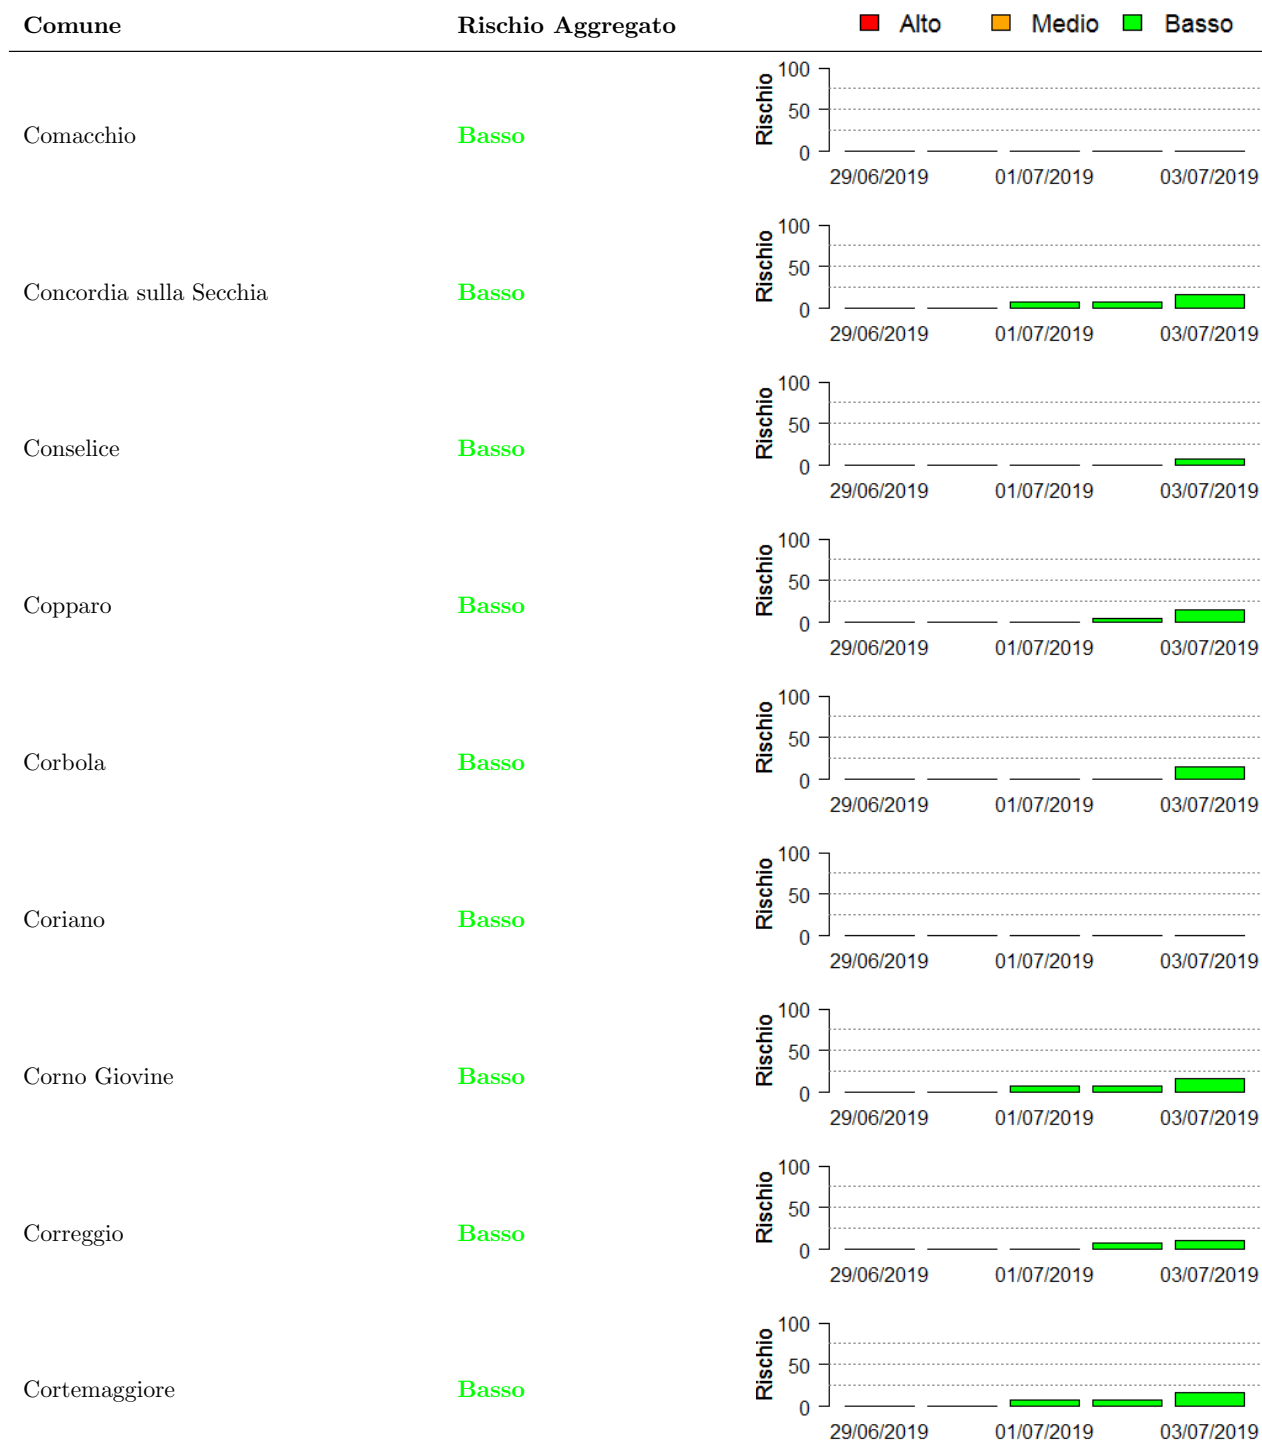 Comune Rischio Aggregato Alto Medio Basso
100
50
0
Rischio
Comacchio Basso
29/06/2019 01/07/2019 03/07/2019
100
50
0
Rischio
Concordia sulla Secchia Basso
29/06/2019 01/07/2019 03/07/2019
100
50
0
Rischio
Conselice Basso
29/06/2019 01/07/2019 03/07/2019
100
50
0
Rischio
Copparo Basso
29/06/2019 01/07/2019 03/07/2019
100
50
0
Rischio
Corbola Basso
29/06/2019 01/07/2019 03/07/2019
100
50
0
Rischio
Coriano Basso
29/06/2019 01/07/2019 03/07/2019
100
50
0
Rischio
Corno Giovine Basso
29/06/2019 01/07/2019 03/07/2019
100
50
0
Rischio
Correggio Basso
29/06/2019 01/07/2019 03/07/2019
100
50
0
Rischio
Cortemaggiore Basso
29/06/2019 01/07/2019 03/07/2019